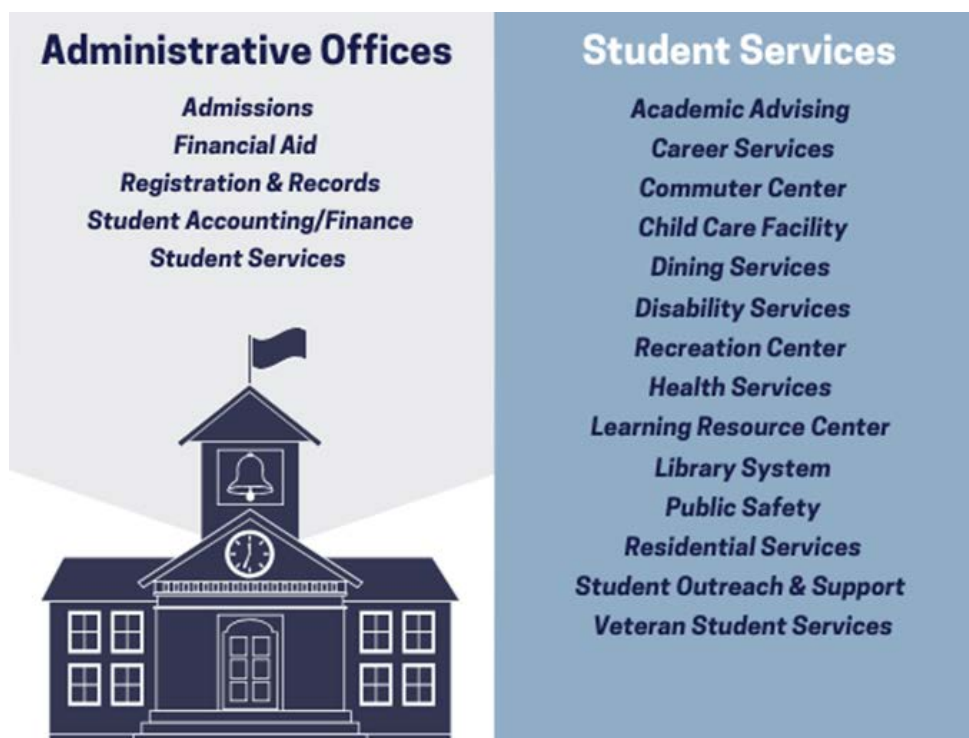 Administrative Offices
Admissions
Financial Aid
Registration & Records
Student Accounting/Finance
Student Services
Student Services
Academic Advising
Career Services
Commuter Center
Child Care Facility
Dining Services
Disability Services
Recreation Center
Health Services
Learning Resource Center
Library System
Public Safety
Residential Services
Student Outreach & Support
Veteran Student Services